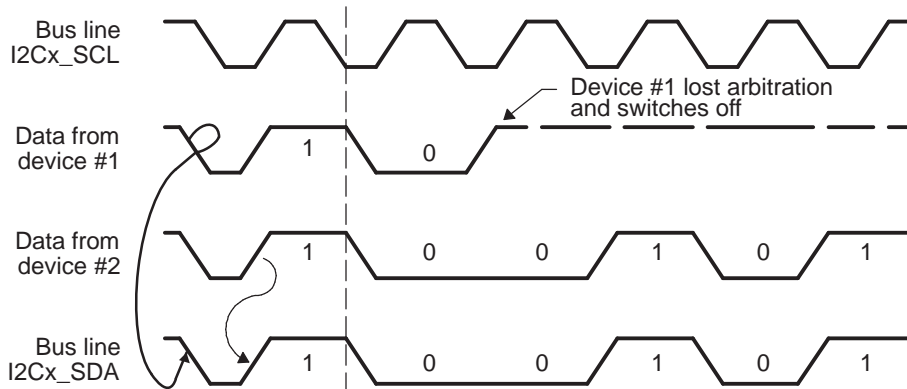 Bus line
I2Cx_SCL
Device #1 lost arbitration
and switches off
Data from
device #1
1 0
Data from
device #2
1 0 0 1 0 1
Bus line
I2Cx_SDA
1 0 0 1 0 1